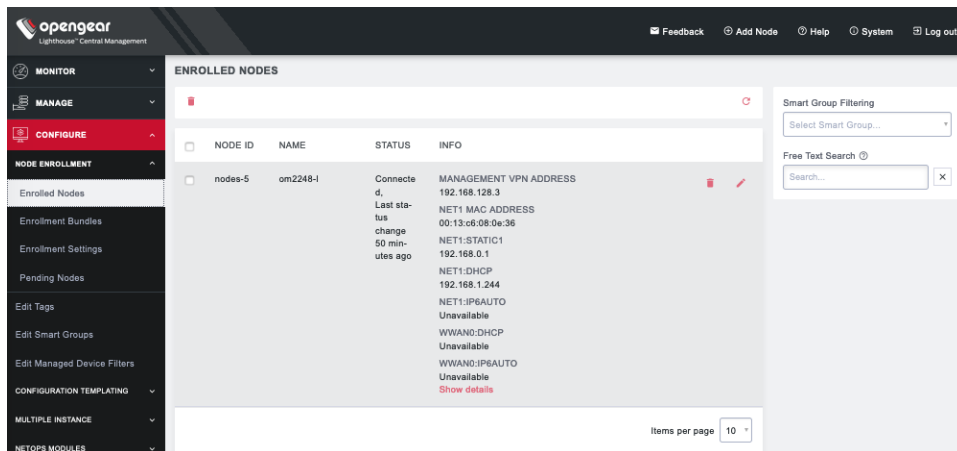 opengear
Lighthouse™ Central Management
Feedback
Add Node
Help
System
Log out
MONITOR
MANAGE
CONFIGURE
NODE ENROLLMENT
Enrolled Nodes
Enrollment Bundles
Enrollment Settings
Pending Nodes
Edit Tags
Edit Smart Groups
Edit Managed Device Filters
CONFIGURATION TEMPLATING
MULTIPLE INSTANCE
NETOPS MODULES
ENROLLED NODES
NODE ID NAME STATUS INFO
nodes-5
om2248-l
Connecte
d,
Last sta-
tus
change
50 min-
utes ago
MANAGEMENT VPN ADDRESS
192.168.128.3
NET1 MAC ADDRESS
00:13:c6:08:0e:36
NET1:STATIC1
192.168.0.1
NET1:DHCP
192.168.1.244
NET1:IP6AUTO
Unavailable
WWAN0:DHCP
Unavailable
WWAN0:IP6AUTO
Unavailable
Show details
Items per page 10
Smart Group Filtering
Select Smart Group...
Free Text Search
Search...